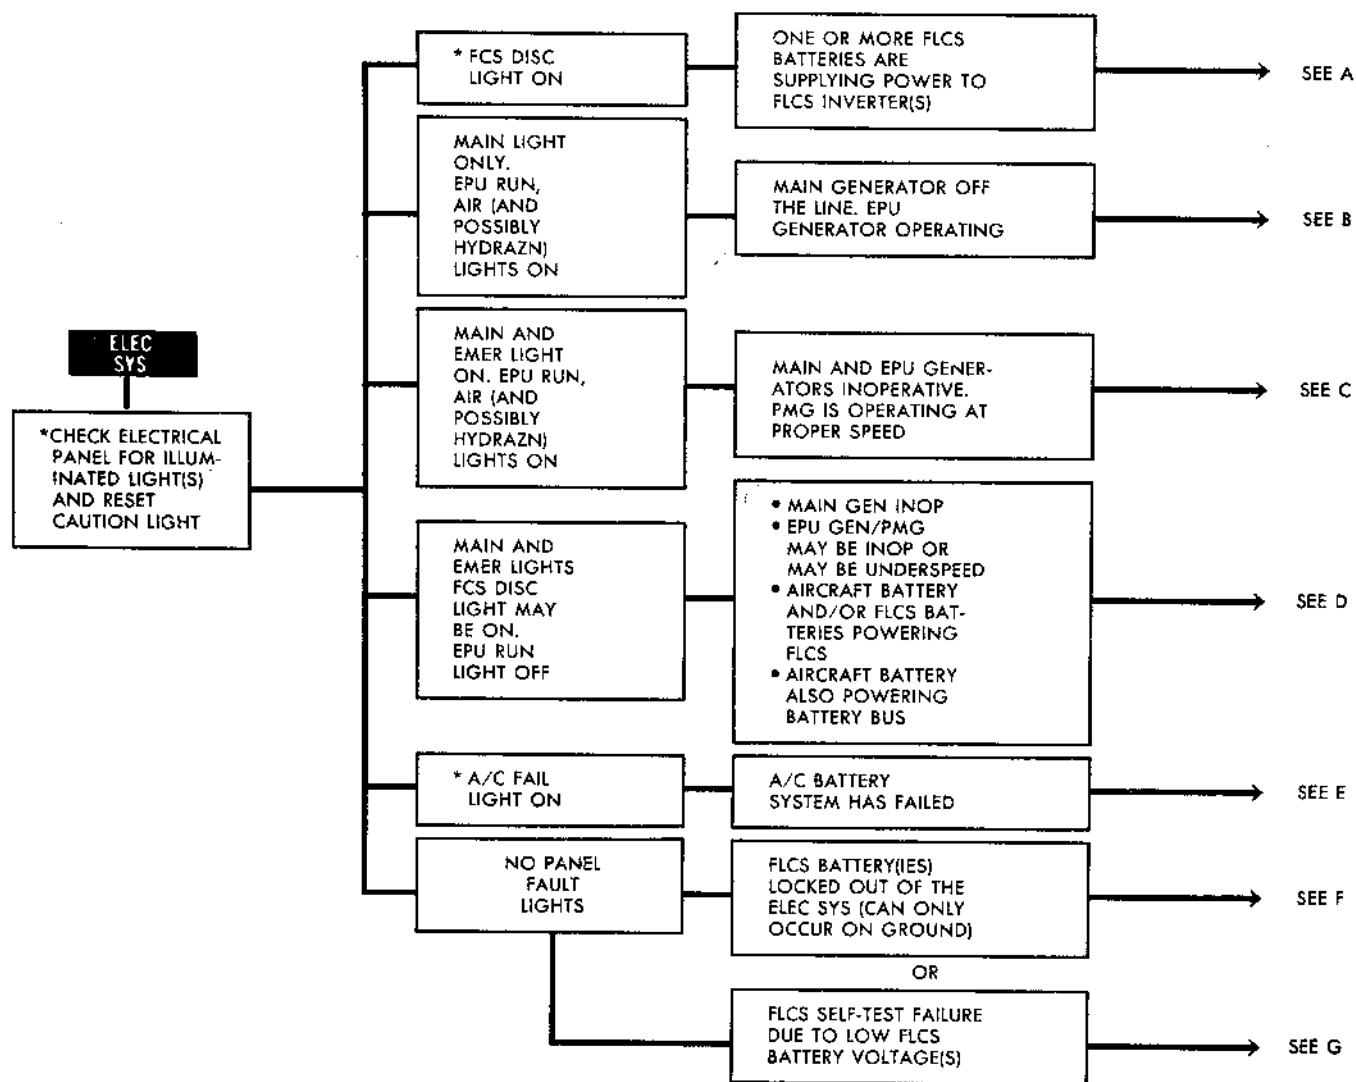 ELEC
SYS
*CHECK ELECTRICAL
PANEL FOR ILLUM-
INATED LIGHT(S)
AND RESET
CAUTION LIGHT
* FCS DISC
LIGHT ON
ONE OR MORE FLCS
BATTERIES ARE
SUPPLYING POWER TO
FLCS INVERTER(S)
SEE A
MAIN LIGHT
ONLY.
EPU RUN,
AIR (AND
POSSIBLY
HYDRAZN)
LIGHTS ON
MAIN GENERATOR OFF
THE LINE. EPU
GENERATOR OPERATING
SEE B
MAIN AND
EMER LIGHT
ON. EPU RUN,
AIR (AND
POSSIBLY
HYDRAZN)
LIGHTS ON
MAIN AND EPU GENER-
ATORS INOPERATIVE.
PMG IS OPERATING AT
PROPER SPEED
SEE C
MAIN AND
EMER LIGHTS
FCS DISC
LIGHT MAY
BE ON.
EPU RUN
LIGHT OFF
• MAIN GEN INOP
• EPU GEN/PMG
MAY BE INOP OR
MAY BE UNDERSPEED
• AIRCRAFT BATTERY
AND/OR FLCS BAT-
TERIES POWERING
FLCS
• AIRCRAFT BATTERY
ALSO POWERING
BATTERY BUS
SEE D
* A/C FAIL
LIGHT ON
A/C BATTERY
SYSTEM HAS FAILED
SEE E
NO PANEL
FAULT
LIGHTS
FLCS BATTERY(IES)
LOCKED OUT OF THE
ELEC SYS (CAN ONLY
OCCUR ON GROUND)
SEE F
OR
FLCS SELF-TEST FAILURE
DUE TO LOW FLCS
BATTERY VOLTAGE(S)
SEE G